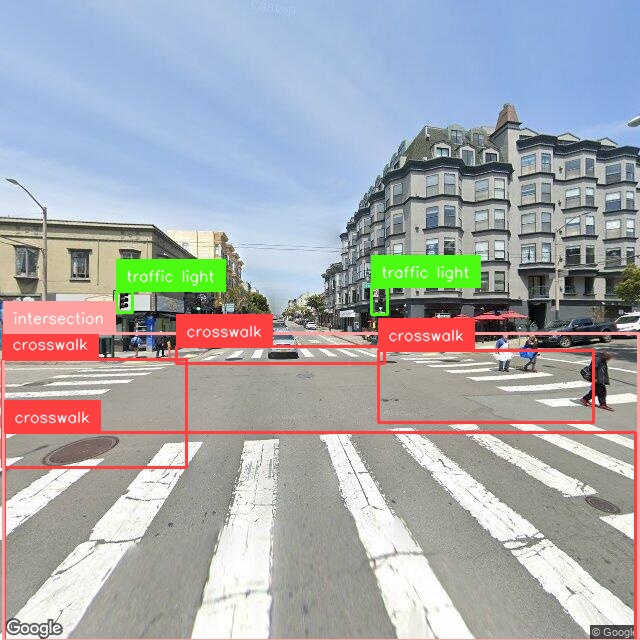 traffic light
traffic light
intersection
crosswalk
crosswalk
crosswalk
crosswalk
Google
© Google